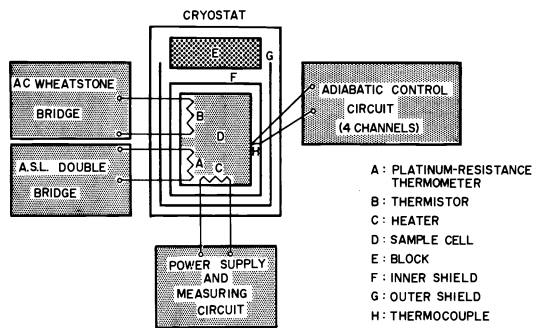 CRYOSTAT
E
G
F
AC WHEATSTONE
BRIDGE
B
D
H
ADIABATIC CONTROL
CIRCUIT
(4 CHANNELS)
A.S.L. DOUBLE
BRIDGE
A
C
POWER SUPPLY
AND
MEASURING
CIRCUIT
A : PLATINUM-RESISTANCE
THERMOMETER
B : THERMISTOR
C : HEATER
D : SAMPLE CELL
E : BLOCK
F : INNER SHIELD
G : OUTER SHIELD
H : THERMOCOUPLE